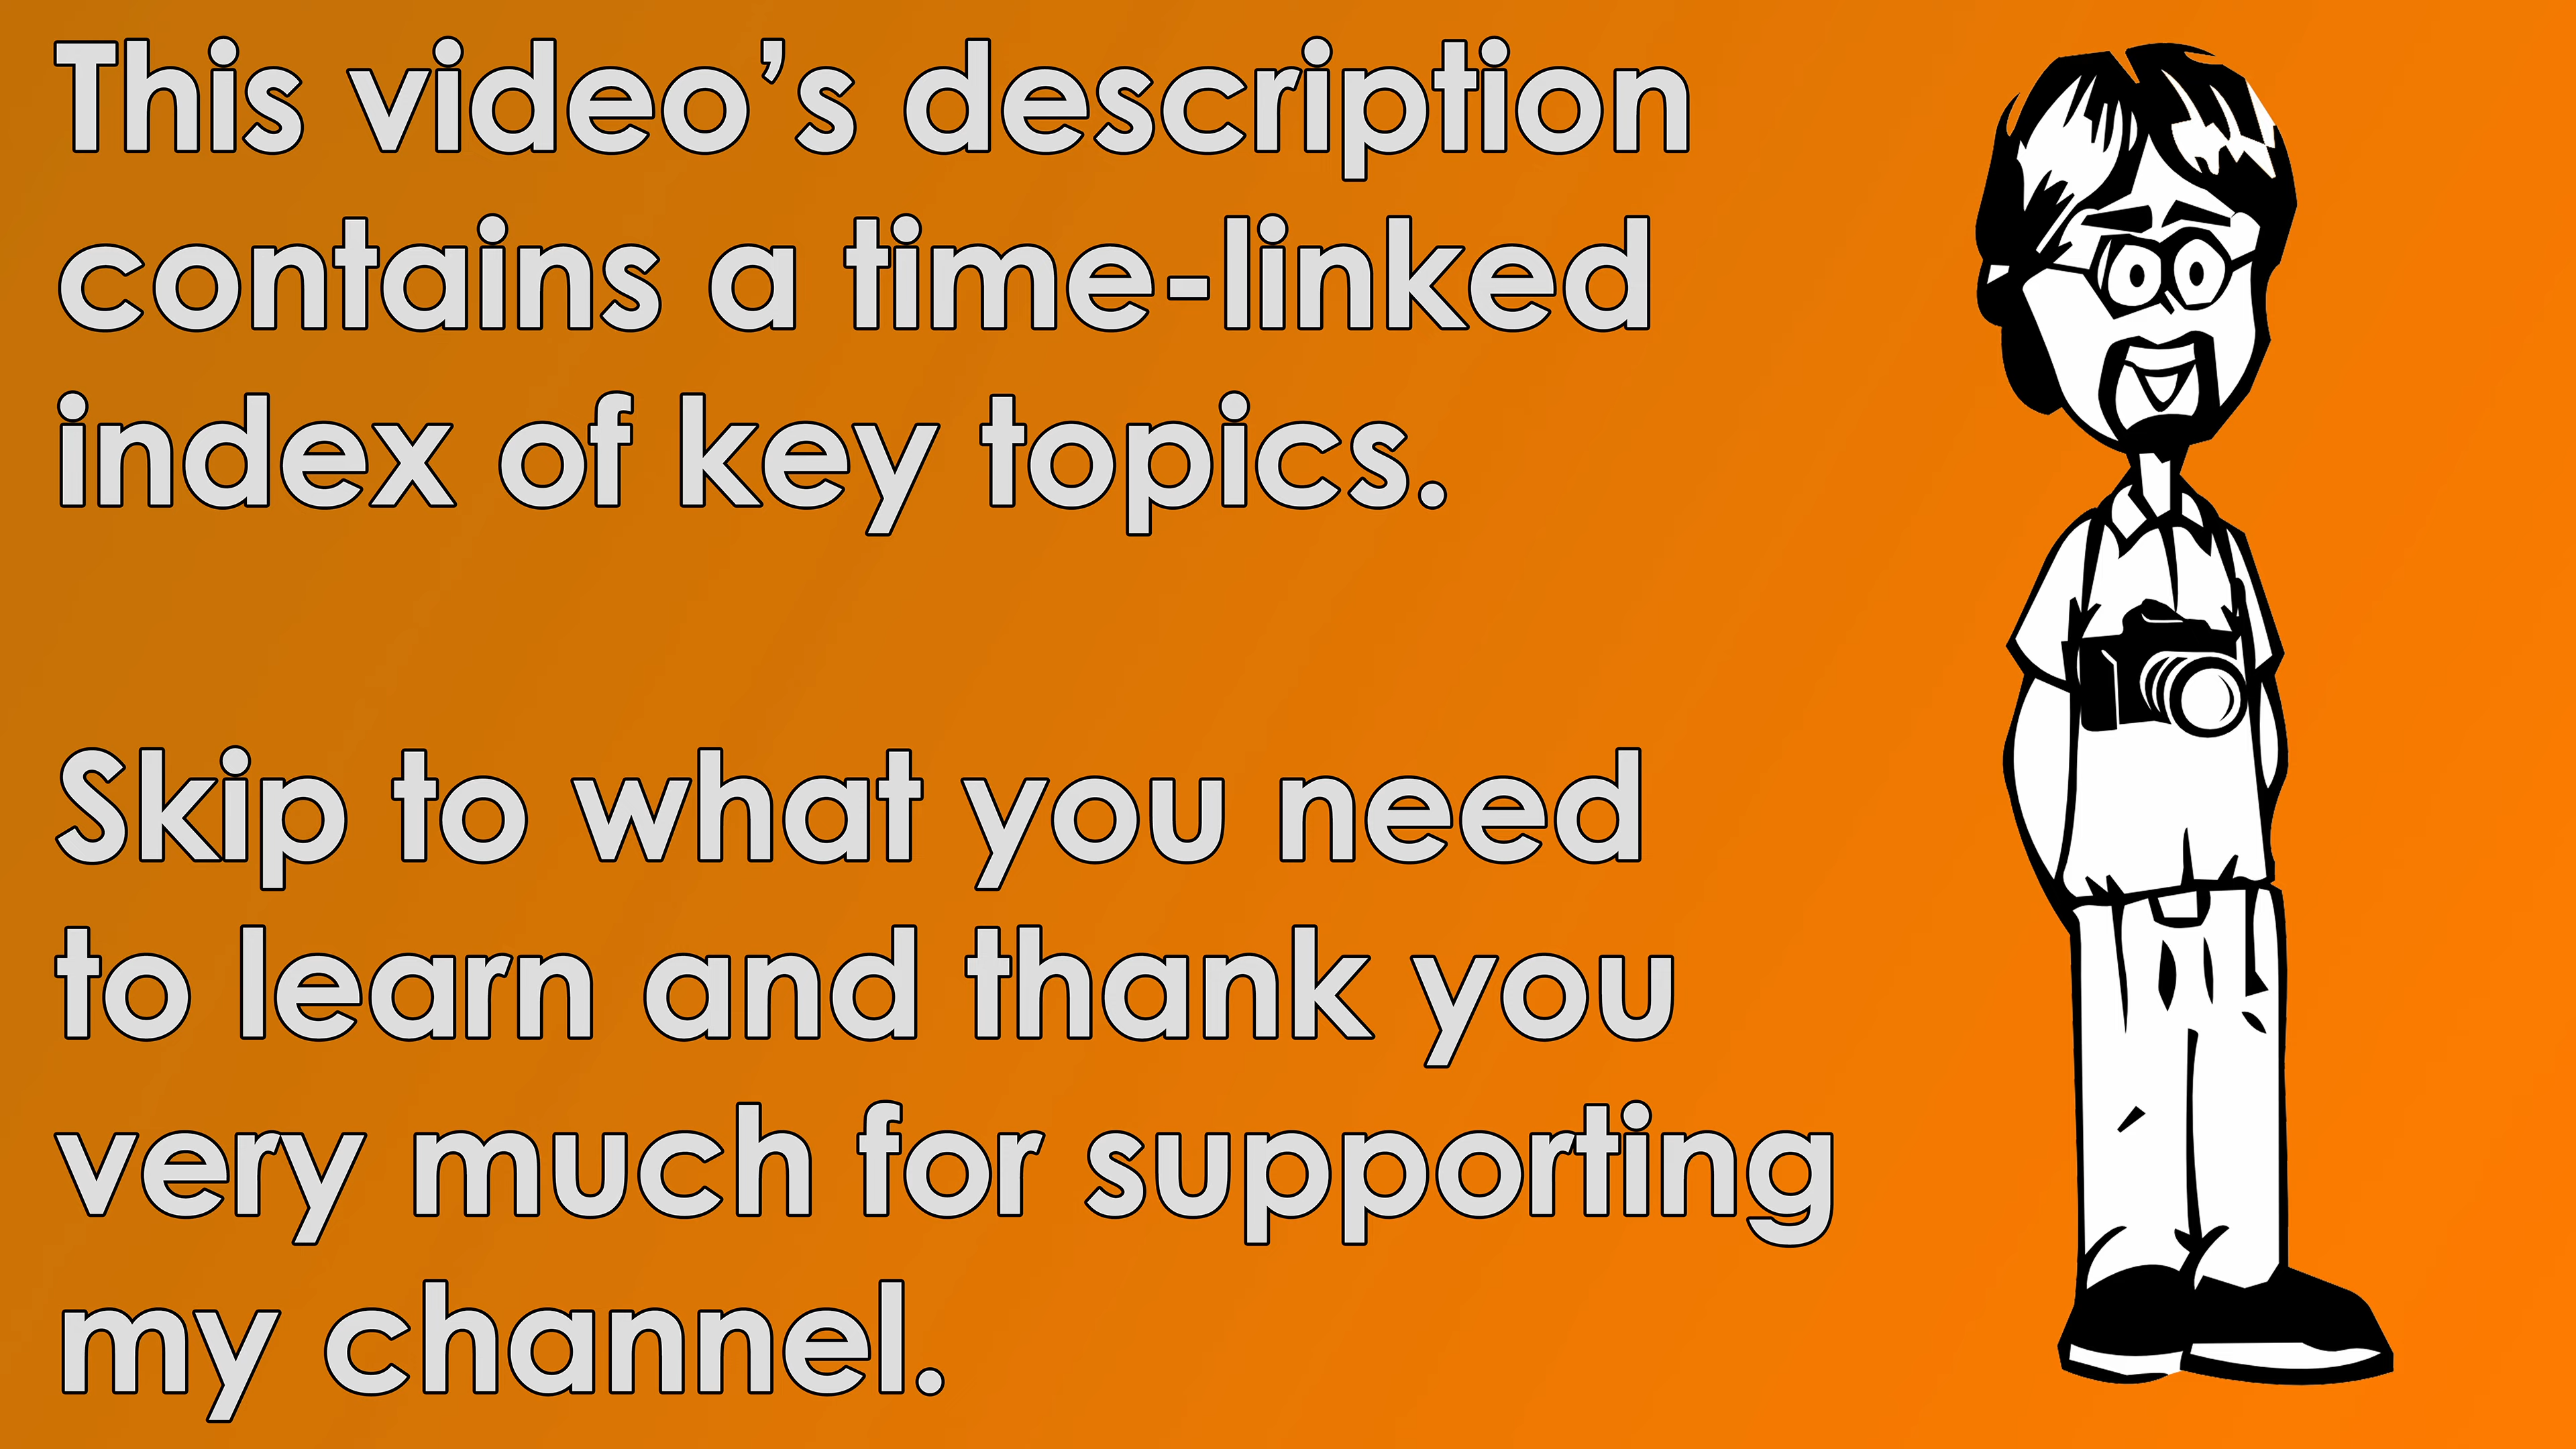 This video’s description
contains a time-linked
index of key topics.
Skip to what you need
to learn and thank you
very much for supporting
my channel.